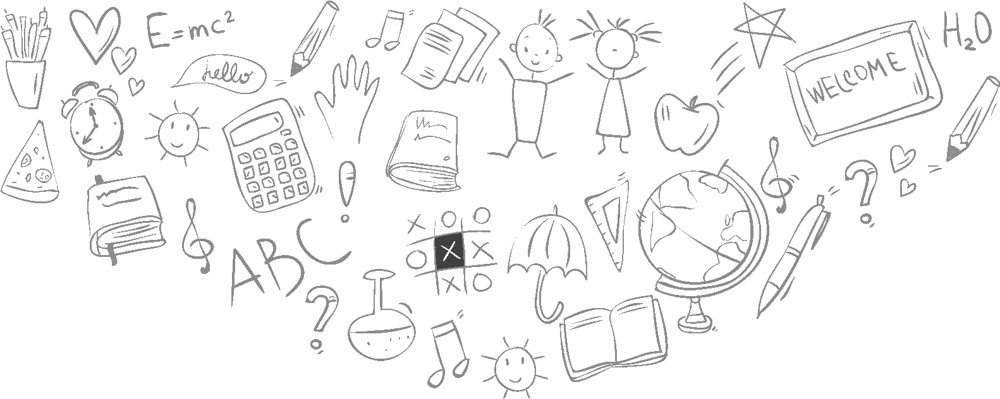 E=mc²
H₂O
hello
WELCOME
ABC
?
!
X O O
O X X
X O
?